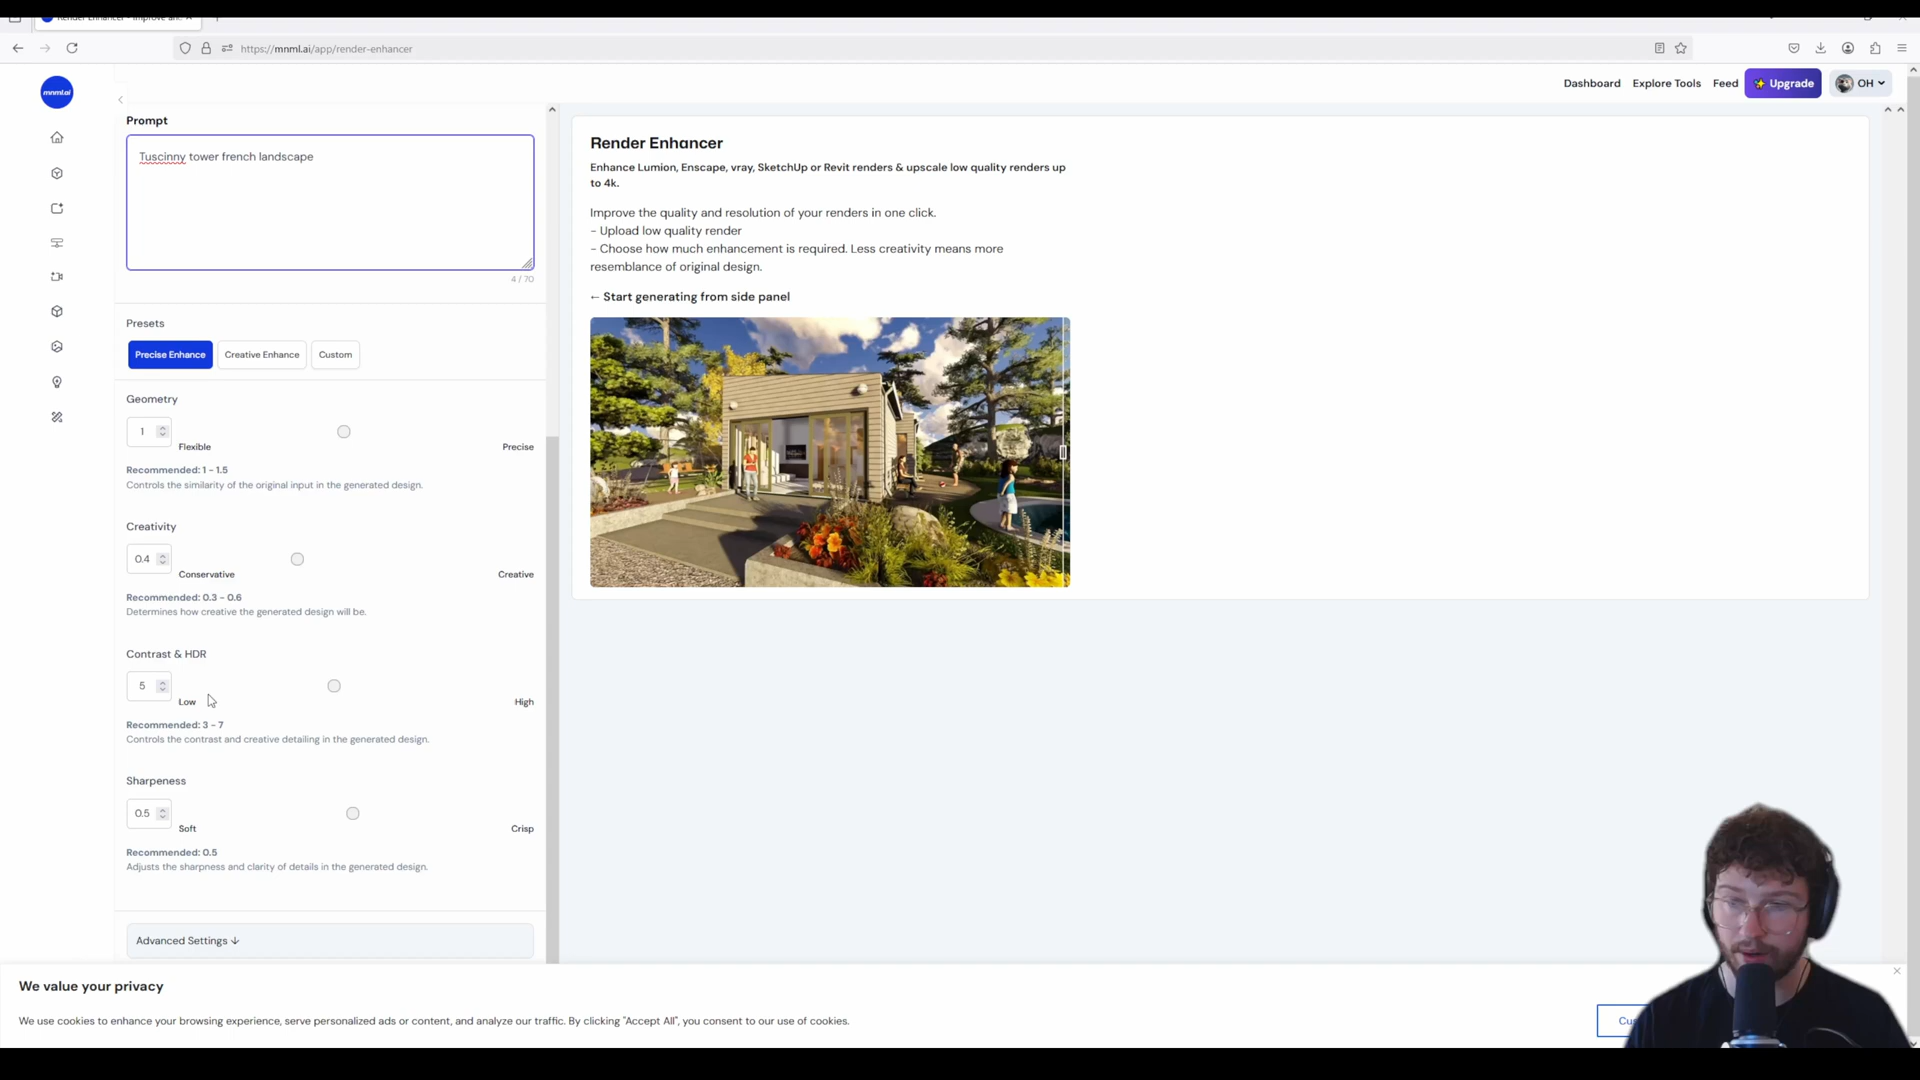 https://mnml.ai/app/render-enhancer
mnml.ai
Dashboard
Explore Tools
Feed
Upgrade
OH
Prompt
Tuscinny tower french landscape
4 / 70
Presets
Precise Enhance
Creative Enhance
Custom
Geometry
1
Flexible
Precise
Recommended: 1 - 1.5
Controls the similarity of the original input in the generated design.
Creativity
0.4
Conservative
Creative
Recommended: 0.3 - 0.6
Determines how creative the generated design will be.
Contrast & HDR
5
Low
High
Recommended: 3 - 7
Controls the contrast and creative detailing in the generated design.
Sharpeness
0.5
Soft
Crisp
Recommended: 0.5
Adjusts the sharpness and clarity of details in the generated design.
Advanced Settings ↓
Render Enhancer
Enhance Lumion, Enscape, vray, SketchUp or Revit renders & upscale low quality renders up
to 4k.
Improve the quality and resolution of your renders in one click.
- Upload low quality render
- Choose how much enhancement is required. Less creativity means more
resemblance of original design.
← Start generating from side panel
We value your privacy
We use cookies to enhance your browsing experience, serve personalized ads or content, and analyze our traffic. By clicking "Accept All", you consent to our use of cookies.